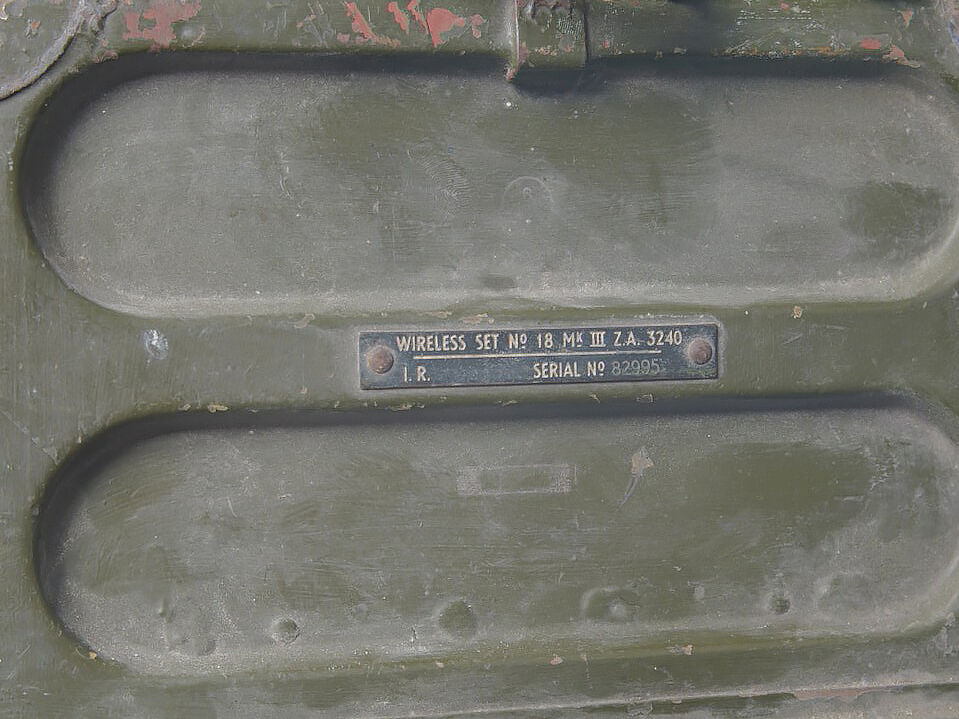 WIRELESS SET Nº 18 Mk III Z.A. 3240
I.R. SERIAL Nº 82995